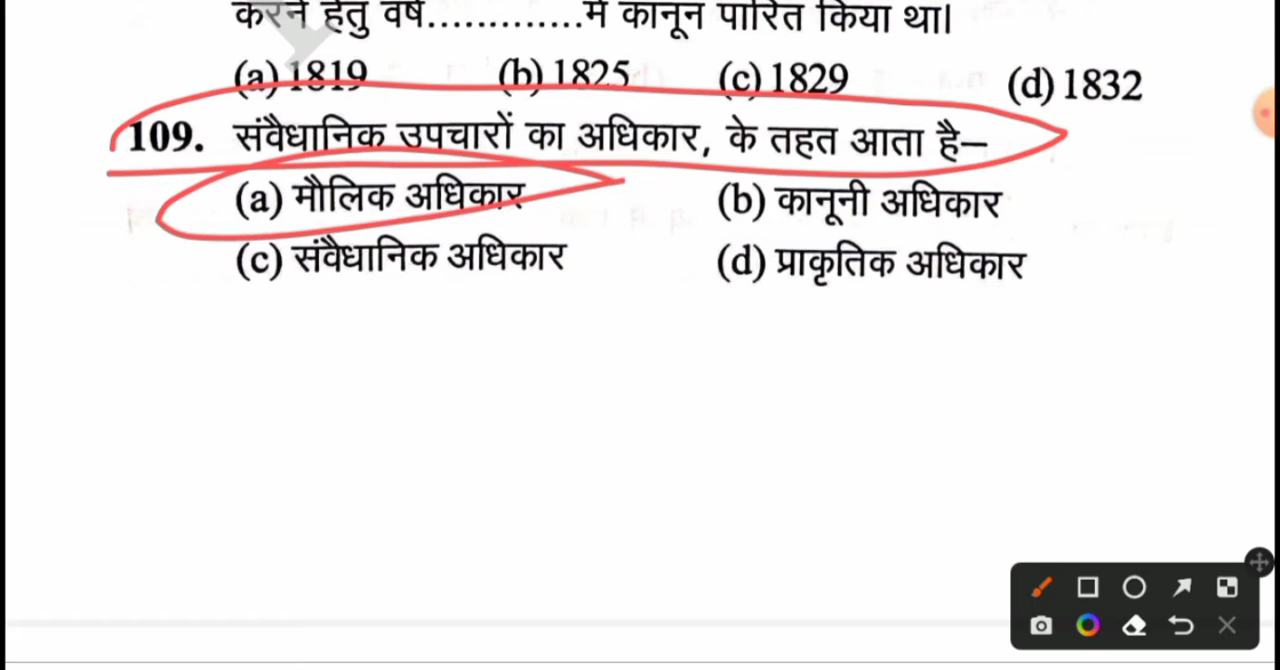 करने हेतु वर्ष.............में कानून पारित किया था।
(a) 1819 (b) 1825 (c) 1829 (d) 1832
109. संवैधानिक उपचारों का अधिकार, के तहत आता है–
(a) मौलिक अधिकार (b) कानूनी अधिकार
(c) संवैधानिक अधिकार (d) प्राकृतिक अधिकार